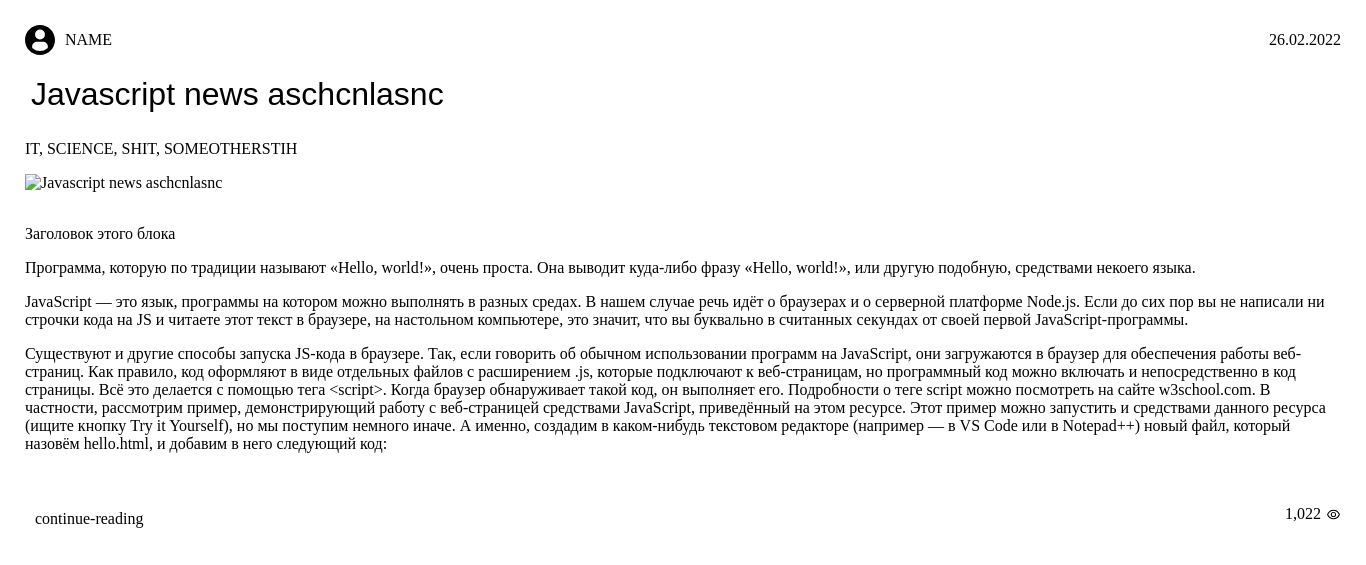 NAME 26.02.2022
Javascript news aschcnlasnc
IT, SCIENCE, SHIT, SOMEOTHERSTIH
Javascript news aschcnlasnc
Заголовок этого блока
Программа, которую по традиции называют «Hello, world!», очень проста. Она выводит куда-либо фразу «Hello, world!», или другую подобную, средствами некоего языка.
JavaScript — это язык, программы на котором можно выполнять в разных средах. В нашем случае речь идёт о браузерах и о серверной платформе Node.js. Если до сих пор вы не написали ни
строчки кода на JS и читаете этот текст в браузере, на настольном компьютере, это значит, что вы буквально в считанных секундах от своей первой JavaScript-программы.
Существуют и другие способы запуска JS-кода в браузере. Так, если говорить об обычном использовании программ на JavaScript, они загружаются в браузер для обеспечения работы веб-
страниц. Как правило, код оформляют в виде отдельных файлов с расширением .js, которые подключают к веб-страницам, но программный код можно включать и непосредственно в код
страницы. Всё это делается с помощью тега <script>. Когда браузер обнаруживает такой код, он выполняет его. Подробности о теге script можно посмотреть на сайте w3school.com. В
частности, рассмотрим пример, демонстрирующий работу с веб-страницей средствами JavaScript, приведённый на этом ресурсе. Этот пример можно запустить и средствами данного ресурса
(ищите кнопку Try it Yourself), но мы поступим немного иначе. А именно, создадим в каком-нибудь текстовом редакторе (например — в VS Code или в Notepad++) новый файл, который
назовём hello.html, и добавим в него следующий код:
continue-reading 1,022